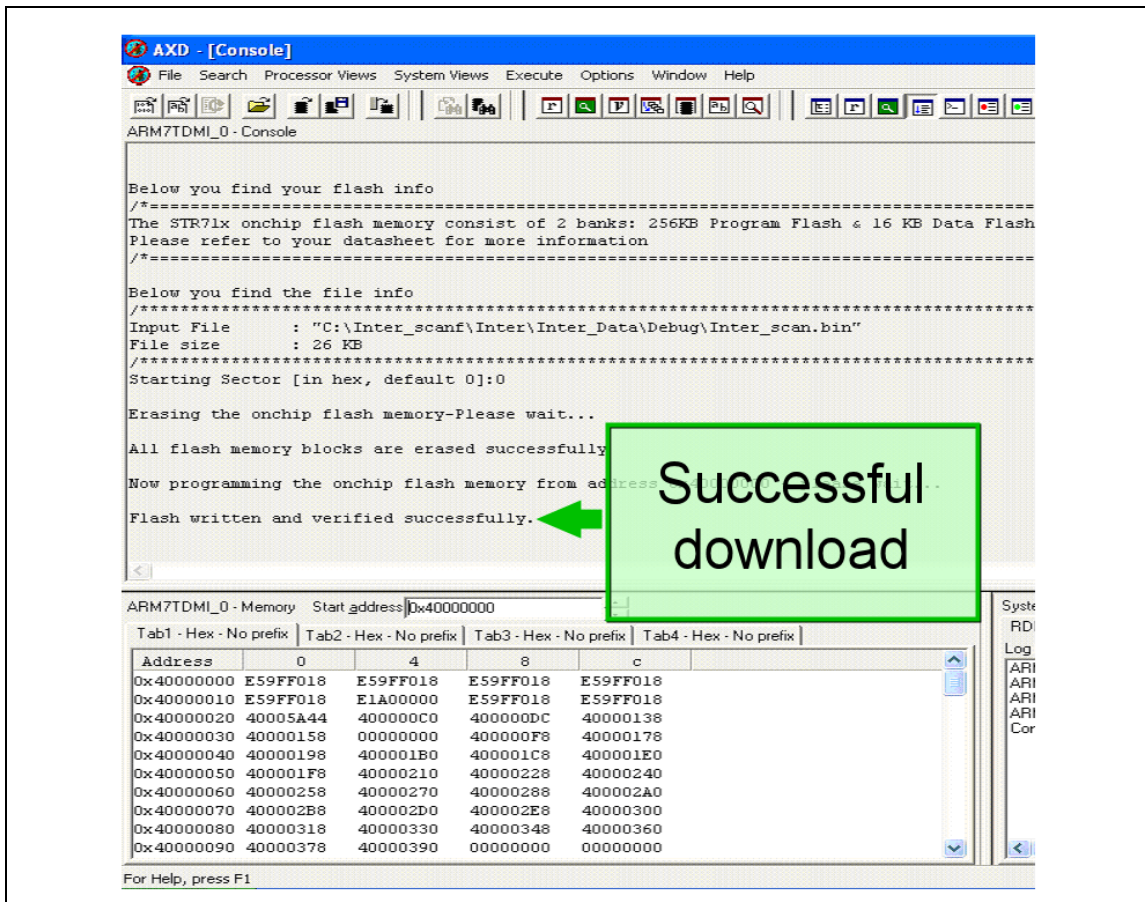 AXD - [Console]
File Search Processor Views System Views Execute Options Window Help
ARM7TDMI_0 - Console
Below you find your flash info
/*=====================================================================================
The STR71x onchip flash memory consist of 2 banks: 256KB Program Flash & 16 KB Data Flash
Please refer to your datasheet for more information
/*=====================================================================================
Below you find the file info
/**************************************************************************************
Input File : "C:\Inter_scanf\Inter\Inter_Data\Debug\Inter_scan.bin"
File size : 26 KB
/**************************************************************************************
Starting Sector [in hex, default 0]:0
Erasing the onchip flash memory-Please wait...
All flash memory blocks are erased successfully
Now programming the onchip flash memory from address
Flash written and verified successfully.
Successful
download
ARM7TDMI_0 - Memory Start address 0x40000000
Tab1 - Hex - No prefix Tab2 - Hex - No prefix Tab3 - Hex - No prefix Tab4 - Hex - No prefix
Address 0 4 8 c
0x40000000 E59FF018 E59FF018 E59FF018 E59FF018
0x40000010 E59FF018 E1A00000 E59FF018 E59FF018
0x40000020 40005A44 400000C0 400000DC 40000138
0x40000030 40000158 00000000 400000F8 40000178
0x40000040 40000198 400001B0 400001C8 400001E0
0x40000050 400001F8 40000210 40000228 40000240
0x40000060 40000258 40000270 40000288 400002A0
0x40000070 400002B8 400002D0 400002E8 40000300
0x40000080 40000318 40000330 40000348 40000360
0x40000090 40000378 40000390 00000000 00000000
Syste
RD
Log
ARI
ARI
ARI
ARI
Cor
For Help, press F1